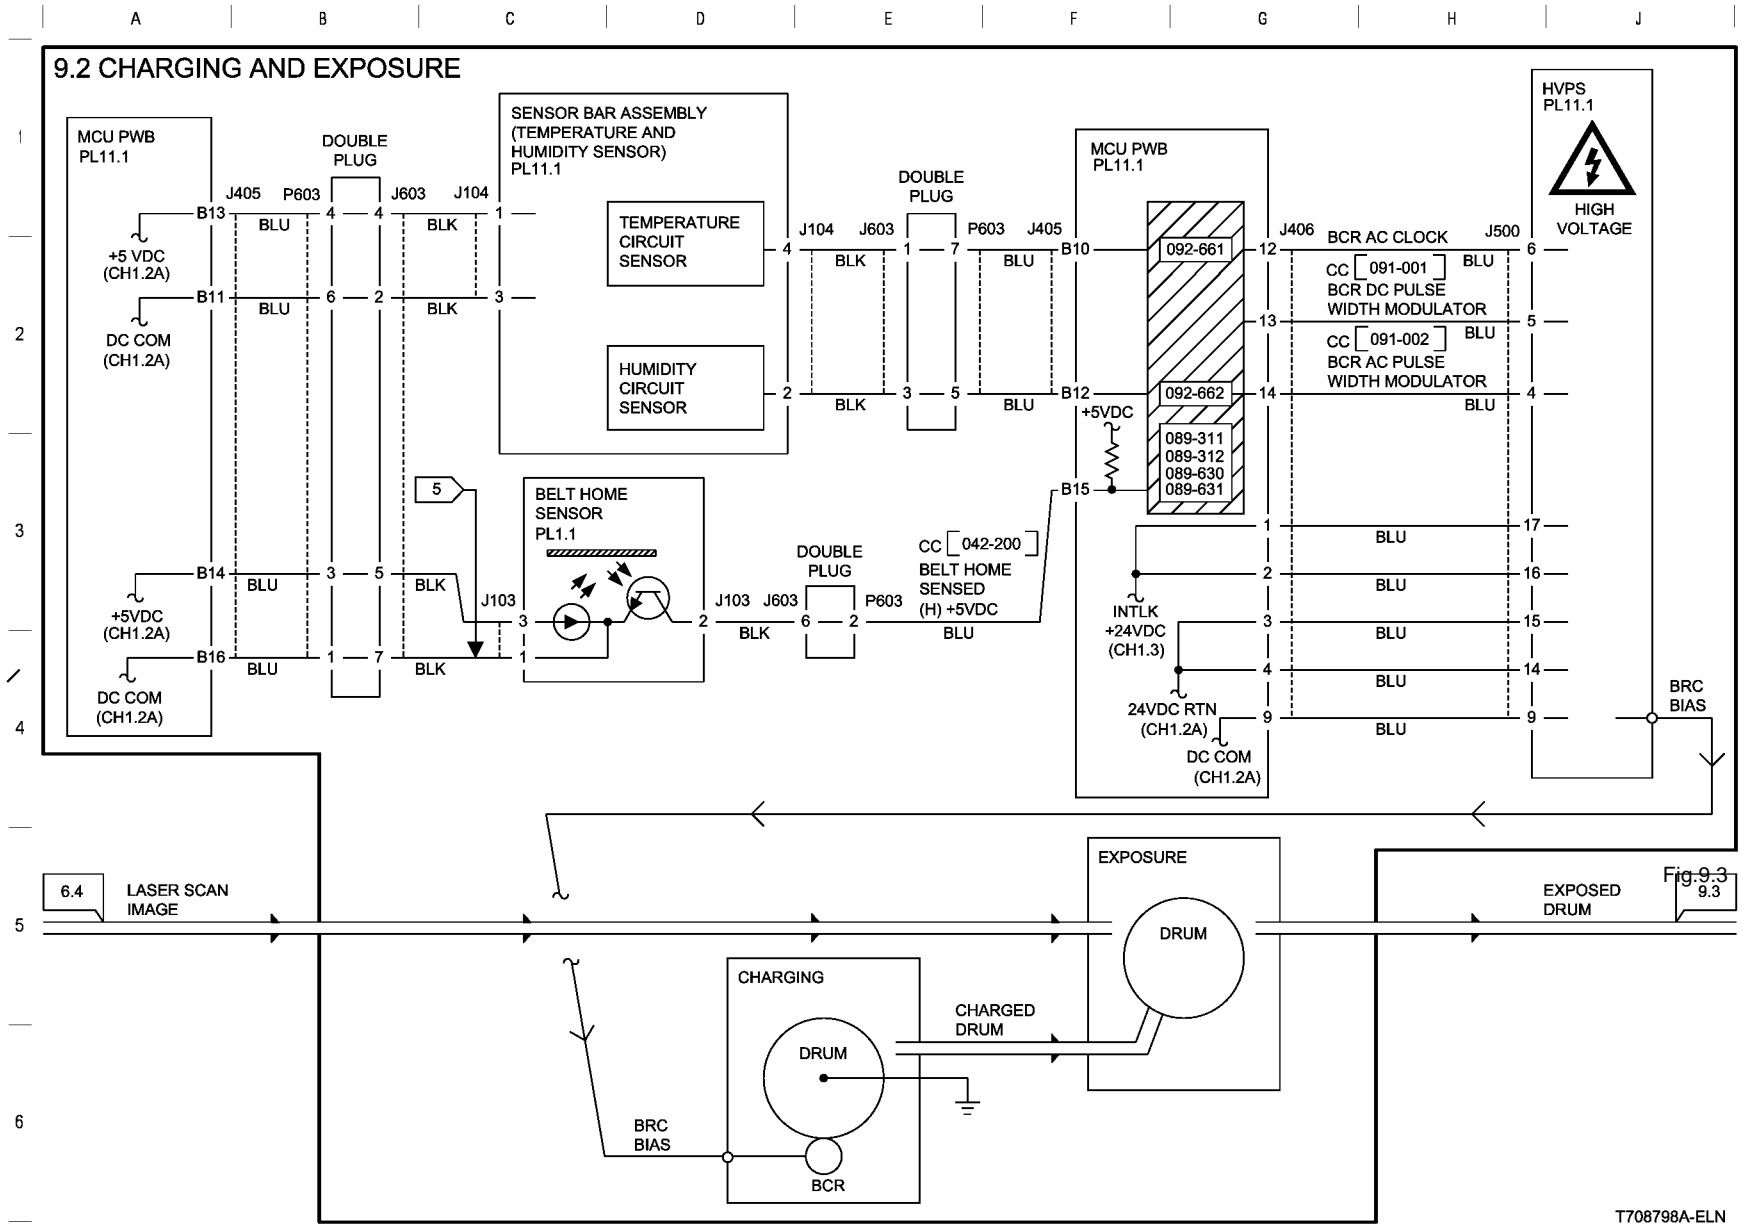 A B C D E F G H J
9.2 CHARGING AND EXPOSURE
1
2
3
4
5
6
MCU PWB
PL11.1
J405
P603
DOUBLE
PLUG
J603
J104
B13
BLU
4 4
BLK
1
+5 VDC
(CH1.2A)
B11
BLU
6 2
BLK
3
DC COM
(CH1.2A)
B14
BLU
3 5
BLK
+5VDC
(CH1.2A)
B16
BLU
1 7
BLK
DC COM
(CH1.2A)
SENSOR BAR ASSEMBLY
(TEMPERATURE AND
HUMIDITY SENSOR)
PL11.1
TEMPERATURE
CIRCUIT
SENSOR
HUMIDITY
CIRCUIT
SENSOR
5
BELT HOME
SENSOR
PL1.1
J103
3
1
J103
2
BLK
J603
DOUBLE
PLUG
6 2
P603
BLU
CC 042-200
BELT HOME
SENSED
(H) +5VDC
DOUBLE
PLUG
J104
J603
P603
J405
4
BLK
1 7
BLU
B10
2
BLK
3 5
BLU
B12
MCU PWB
PL11.1
092-661
092-662
+5VDC
B15
089-311
089-312
089-630
089-631
J406
J500
12
BCR AC CLOCK
BLU
6
CC 091-001
BCR DC PULSE
WIDTH MODULATOR
13
BLU
5
CC 091-002
BCR AC PULSE
WIDTH MODULATOR
14
BLU
4
1
BLU
17
2
BLU
16
INTLK
+24VDC
(CH1.3)
3
BLU
15
4
BLU
14
24VDC RTN
(CH1.2A)
9
BLU
9
DC COM
(CH1.2A)
HVPS
PL11.1
HIGH
VOLTAGE
BRC
BIAS
6.4
LASER SCAN
IMAGE
EXPOSURE
DRUM
EXPOSED
DRUM
Fig.9.3
9.3
CHARGING
DRUM
CHARGED
DRUM
BRC
BIAS
BCR
T708798A-ELN